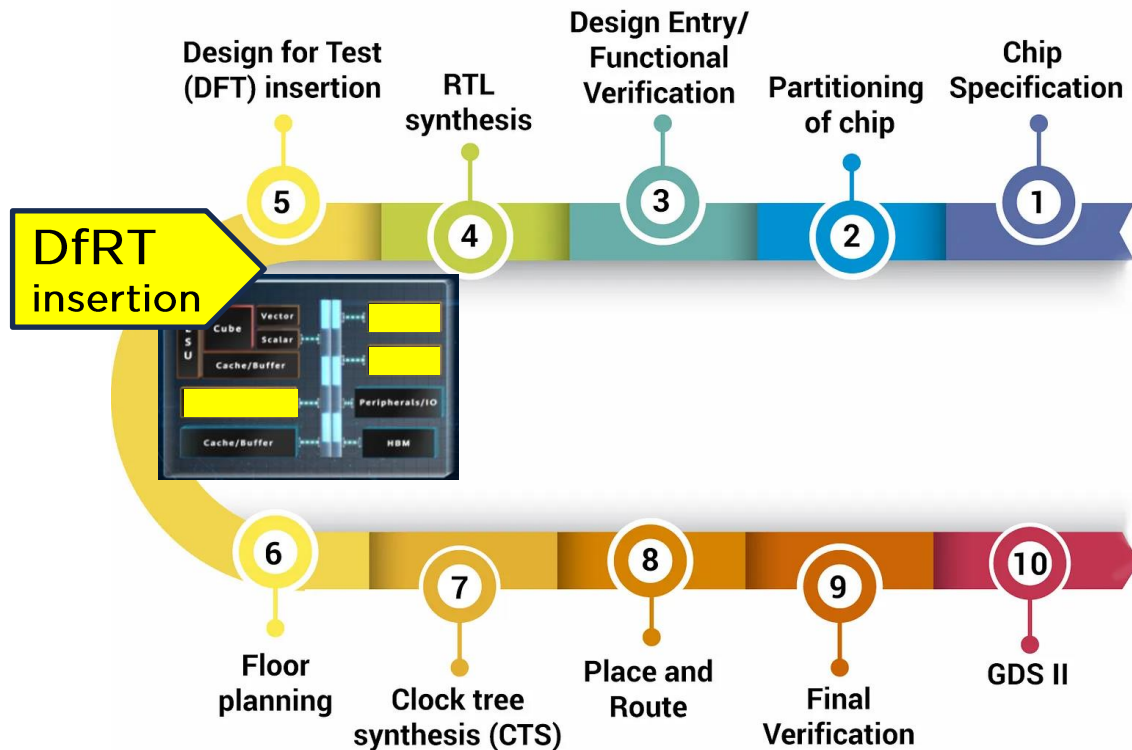 Chip
Specification
1
Partitioning
of chip
2
Design Entry/
Functional
Verification
3
RTL
synthesis
4
Design for Test
(DFT) insertion
5
DfRT
insertion
Vector
Cube
Scalar
S
U
Cache/Buffer
Peripherals/IO
Cache/Buffer
HBM
6
Floor
planning
7
Clock tree
synthesis (CTS)
8
Place and
Route
9
Final
Verification
10
GDS II